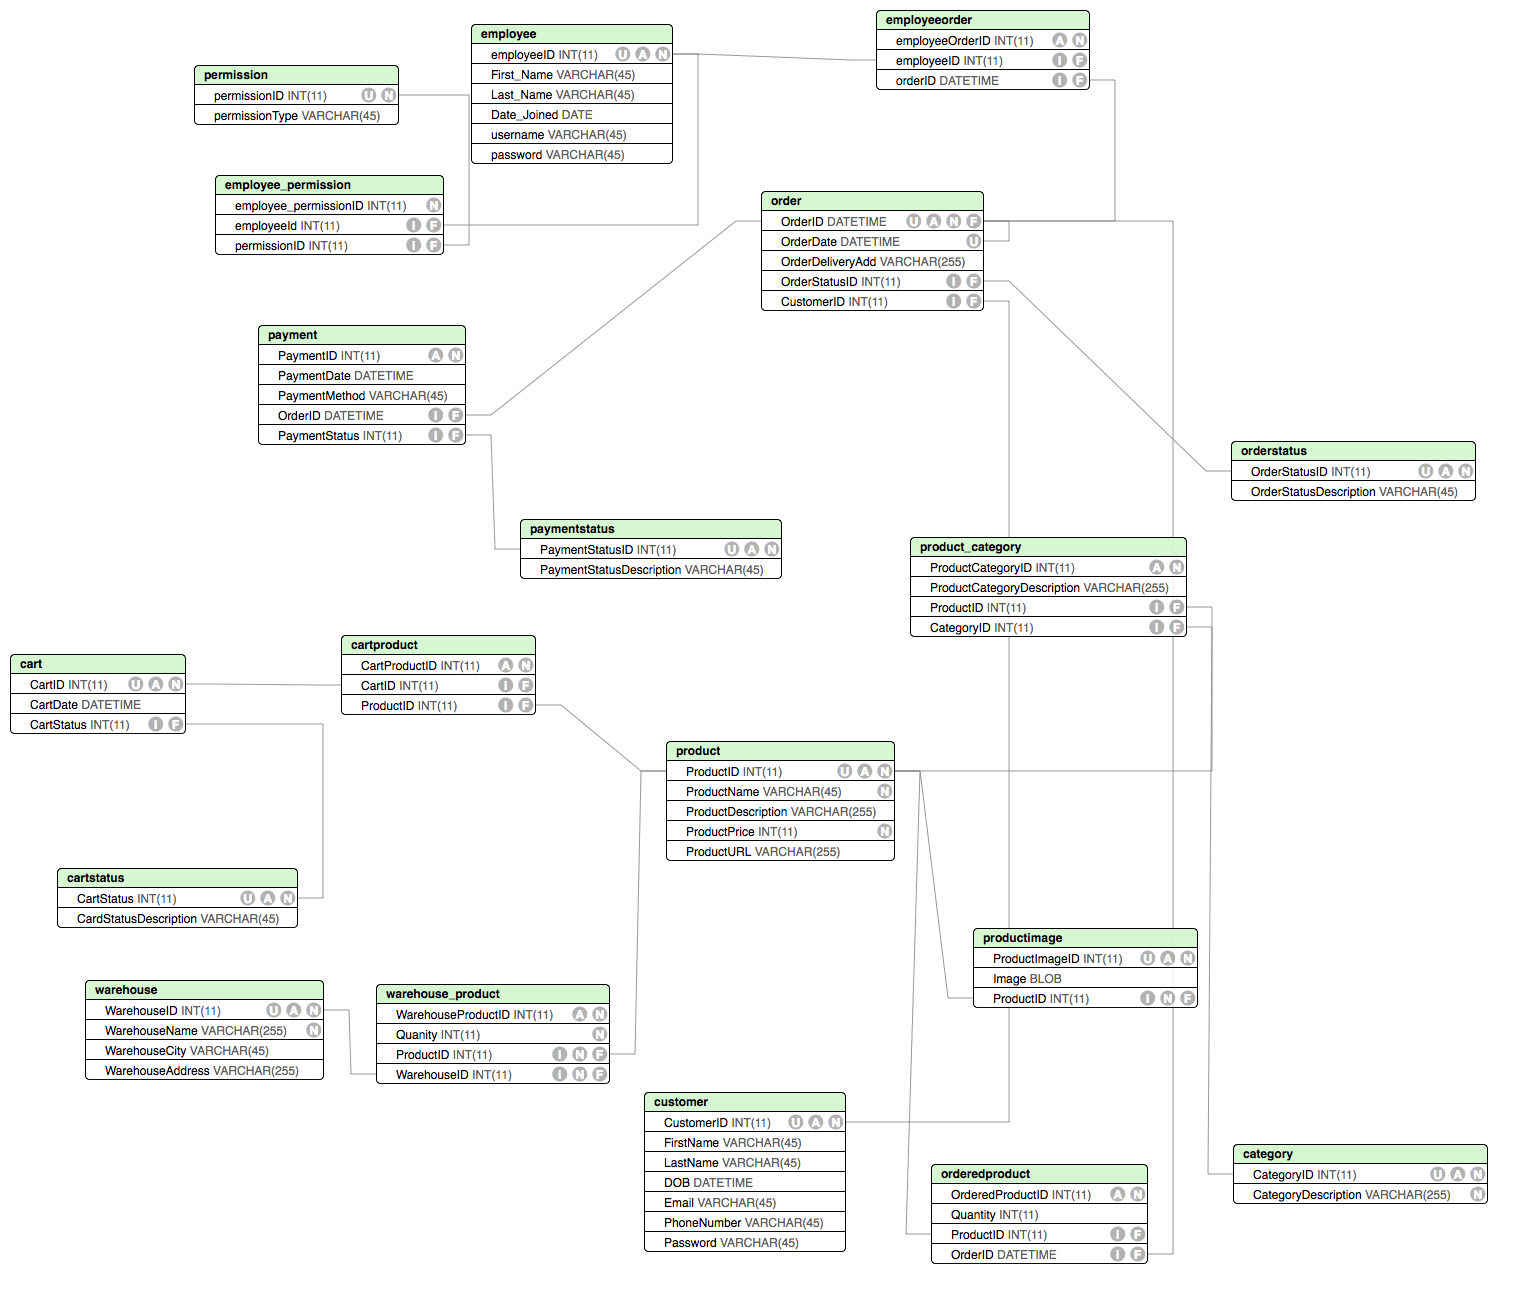 employee
employeeID INT(11) U A N
First_Name VARCHAR(45)
Last_Name VARCHAR(45)
Date_Joined DATE
username VARCHAR(45)
password VARCHAR(45)
employeeorder
employeeOrderID INT(11) A N
employeeID INT(11) i F
orderID DATETIME i F
permission
permissionID INT(11) U N
permissionType VARCHAR(45)
employee_permission
employee_permissionID INT(11) N
employeeId INT(11) i F
permissionID INT(11) i F
order
OrderID DATETIME U A N F
OrderDate DATETIME U
OrderDeliveryAdd VARCHAR(255)
OrderStatusID INT(11) i F
CustomerID INT(11) i F
payment
PaymentID INT(11) A N
PaymentDate DATETIME
PaymentMethod VARCHAR(45)
OrderID DATETIME i F
PaymentStatus INT(11) i F
orderstatus
OrderStatusID INT(11) U A N
OrderStatusDescription VARCHAR(45)
paymentstatus
PaymentStatusID INT(11) U A N
PaymentStatusDescription VARCHAR(45)
product_category
ProductCategoryID INT(11) A N
ProductCategoryDescription VARCHAR(255)
ProductID INT(11) i F
CategoryID INT(11) i F
cart
CartID INT(11) U A N
CartDate DATETIME
CartStatus INT(11) i F
cartproduct
CartProductID INT(11) A N
CartID INT(11) i F
ProductID INT(11) i F
product
ProductID INT(11) U A N
ProductName VARCHAR(45) N
ProductDescription VARCHAR(255)
ProductPrice INT(11) N
ProductURL VARCHAR(255)
cartstatus
CartStatus INT(11) U A N
CardStatusDescription VARCHAR(45)
productimage
ProductImageID INT(11) U A N
Image BLOB
ProductID INT(11) i N F
warehouse
WarehouseID INT(11) U A N
WarehouseName VARCHAR(255) N
WarehouseCity VARCHAR(45)
WarehouseAddress VARCHAR(255)
warehouse_product
WarehouseProductID INT(11) A N
Quanity INT(11) N
ProductID INT(11) i N F
WarehouseID INT(11) i N F
customer
CustomerID INT(11) U A N
FirstName VARCHAR(45)
LastName VARCHAR(45)
DOB DATETIME
Email VARCHAR(45)
PhoneNumber VARCHAR(45)
Password VARCHAR(45)
orderedproduct
OrderedProductID INT(11) A N
Quantity INT(11)
ProductID INT(11) i F
OrderID DATETIME i F
category
CategoryID INT(11) U A N
CategoryDescription VARCHAR(255) N